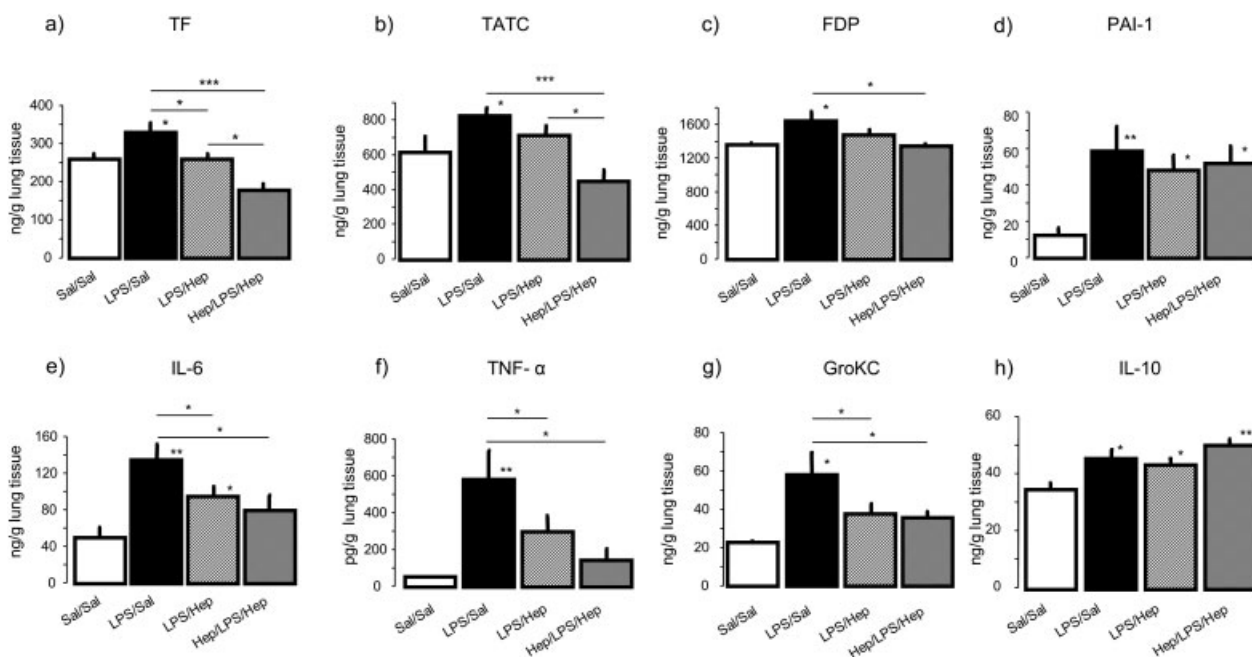 a) TF
b) TATC
c) FDP
d) PAI-1
ng/g lung tissue
400
300
200
100
0
***
*
*
*
Sal/Sal
LPS/Sal
LPS/Hep
Hep/LPS/Hep
ng/g lung tissue
800
600
400
200
0
***
*
*
Sal/Sal
LPS/Sal
LPS/Hep
Hep/LPS/Hep
ng/g lung tissue
1600
1200
800
400
0
*
*
Sal/Sal
LPS/Sal
LPS/Hep
Hep/LPS/Hep
ng/g lung tissue
80
60
40
20
0
**
*
*
Sal/Sal
LPS/Sal
LPS/Hep
Hep/LPS/Hep
e) IL-6
f) TNF- α
g) GroKC
h) IL-10
ng/g lung tissue
160
120
80
40
0
*
*
**
*
Sal/Sal
LPS/Sal
LPS/Hep
Hep/LPS/Hep
pg/g lung tissue
800
600
400
200
0
*
*
**
Sal/Sal
LPS/Sal
LPS/Hep
Hep/LPS/Hep
ng/g lung tissue
80
60
40
20
0
*
*
*
Sal/Sal
LPS/Sal
LPS/Hep
Hep/LPS/Hep
ng/g lung tissue
60
40
20
0
*
*
**
Sal/Sal
LPS/Sal
LPS/Hep
Hep/LPS/Hep